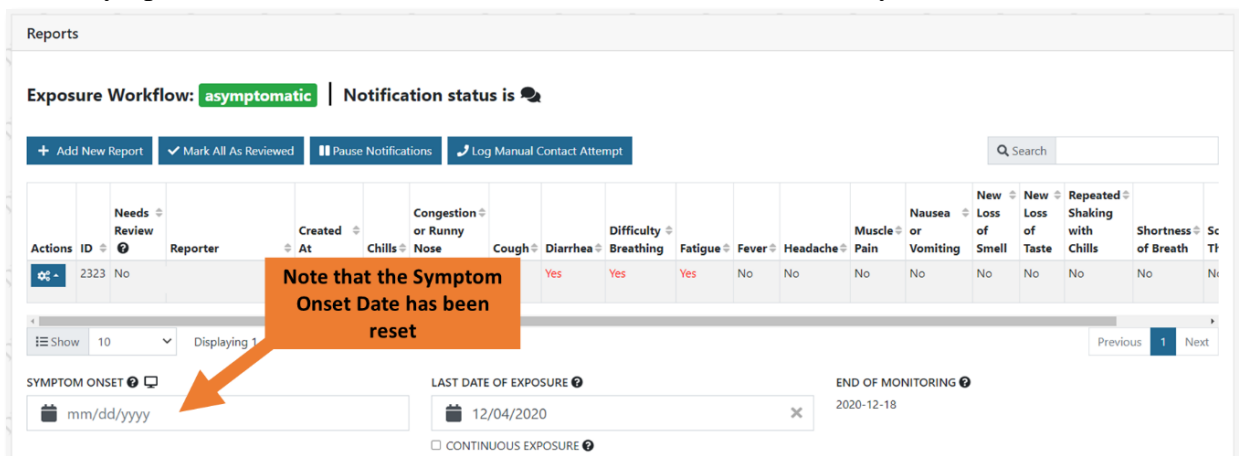 Reports
Exposure Workflow: asymptomatic | Notification status is
+ Add New Report Mark All As Reviewed Pause Notifications Log Manual Contact Attempt Search
Actions ID Needs Review Reporter Created At Chills Congestion or Runny Nose Cough Diarrhea Difficulty Breathing Fatigue Fever Headache Muscle Pain Nausea or Vomiting New Loss of Smell New Loss of Taste Repeated Shaking with Chills Shortness of Breath
2323 No Yes Yes Yes No No No No No No No No
Note that the Symptom
Onset Date has been
reset
Show 10 Displaying 1 Previous 1 Next
SYMPTOM ONSET LAST DATE OF EXPOSURE END OF MONITORING
mm/dd/yyyy 12/04/2020 2020-12-18
CONTINUOUS EXPOSURE